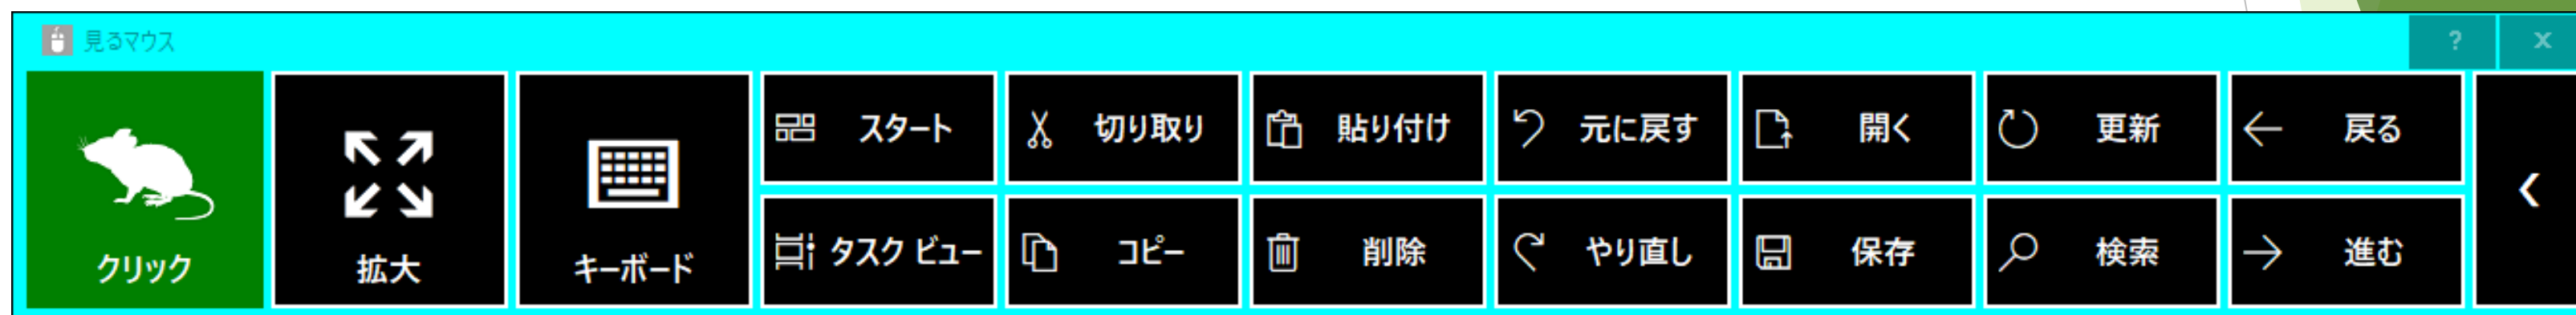 見るマウス ? x
クリック 拡大 キーボード
スタート 切り取り 貼り付け 元に戻す 開く 更新 戻る
タスク ビュー コピー 削除 やり直し 保存 検索 進む